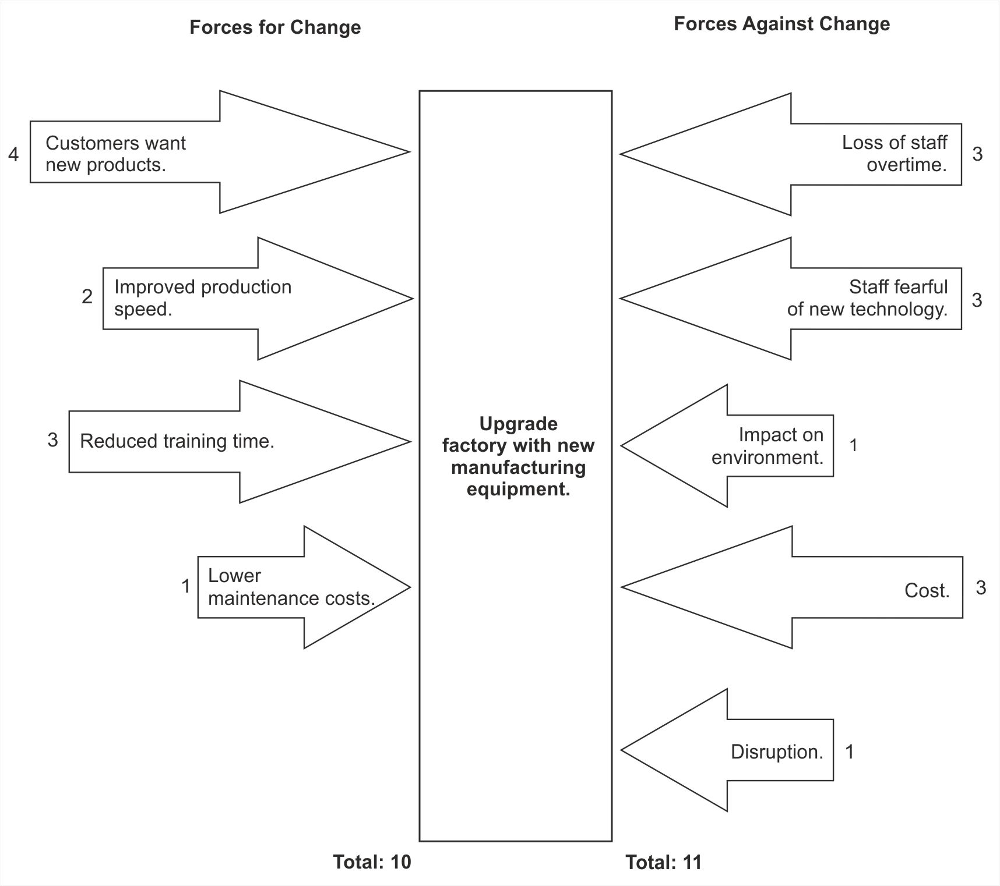 Forces for Change
Forces Against Change
4
Customers want
new products.
Loss of staff
overtime.
3
2
Improved production
speed.
Staff fearful
of new technology.
3
3
Reduced training time.
Upgrade
factory with new
manufacturing
equipment.
Impact on
environment.
1
1
Lower
maintenance costs.
Cost.
3
Disruption.
1
Total: 10
Total: 11